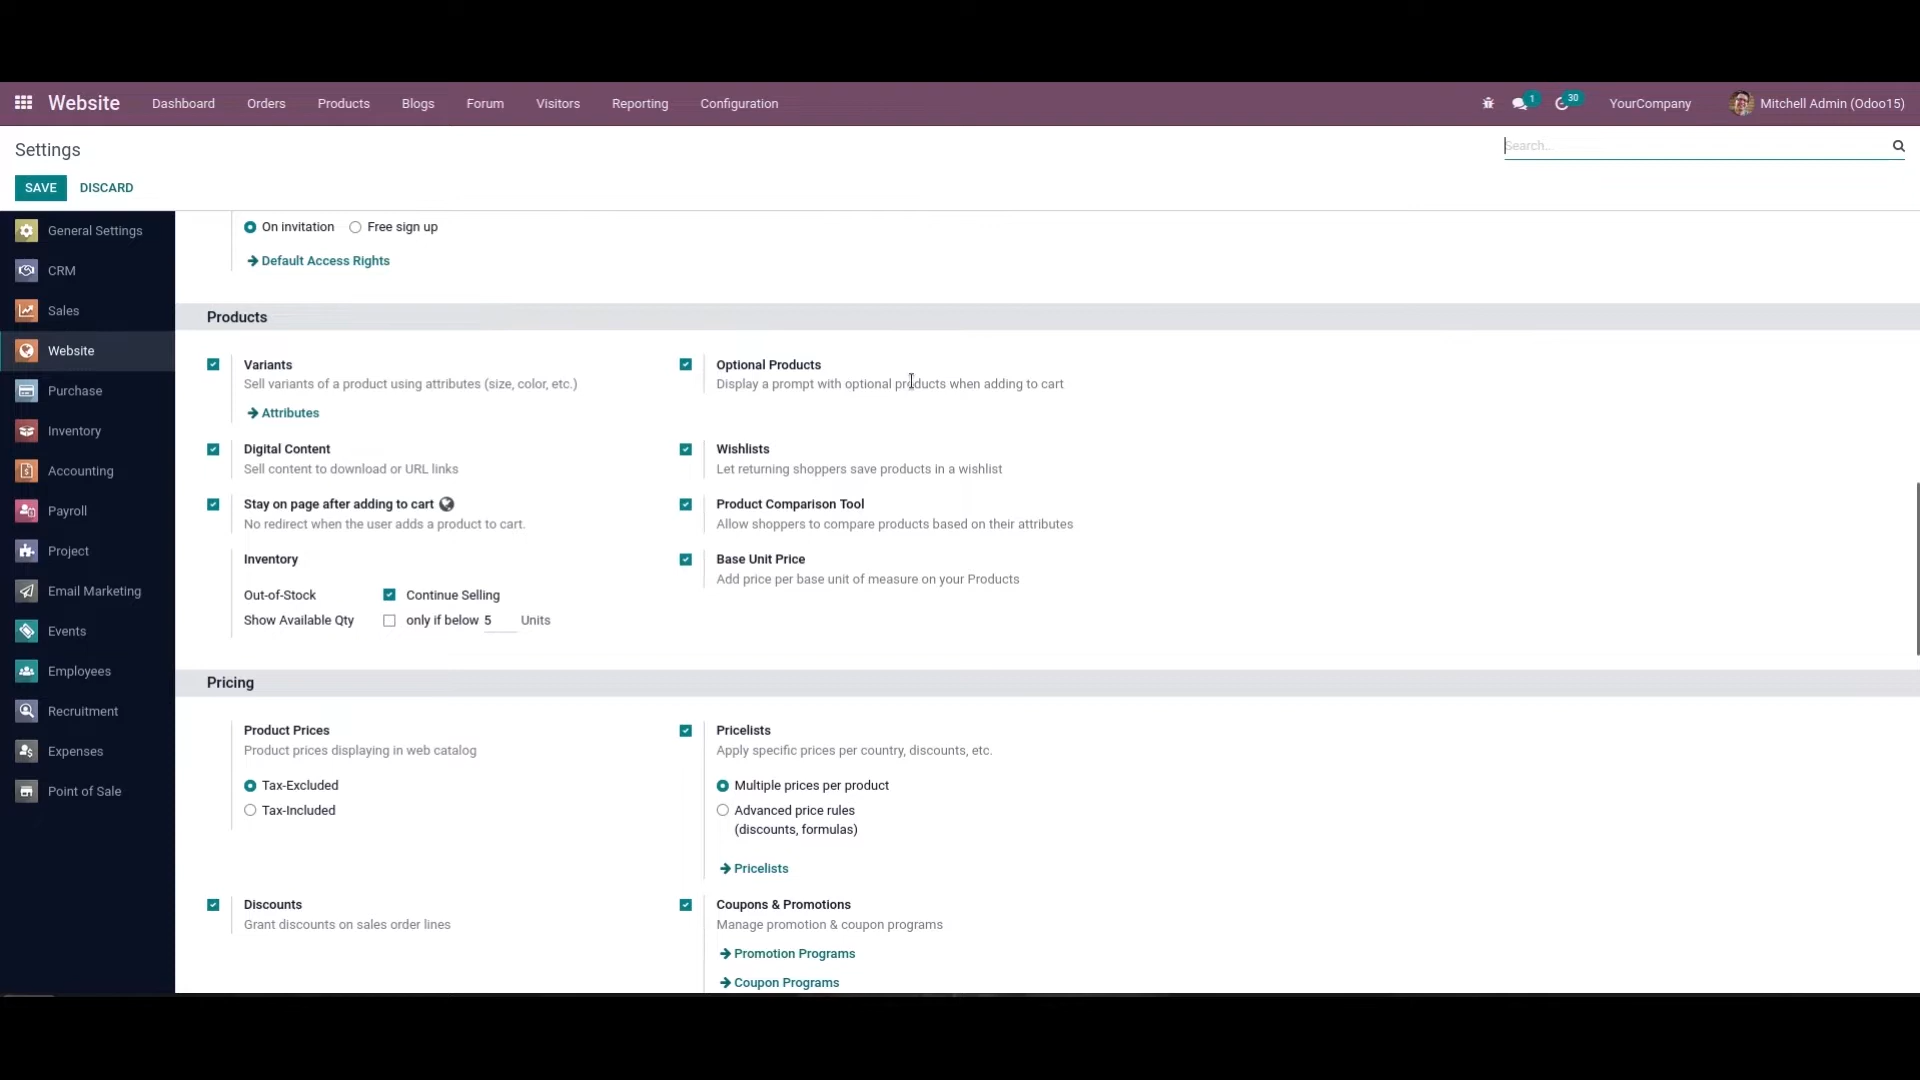 Website Dashboard Orders Products Blogs Forum Visitors Reporting Configuration 1 30 YourCompany Mitchell Admin (Odoo15)
Settings
Search...
SAVE DISCARD
General Settings
CRM
Sales
Website
Purchase
Inventory
Accounting
Payroll
Project
Email Marketing
Events
Employees
Recruitment
Expenses
Point of Sale
On invitation Free sign up
Default Access Rights
Products
Variants
Sell variants of a product using attributes (size, color, etc.)
Attributes
Optional Products
Display a prompt with optional products when adding to cart
Digital Content
Sell content to download or URL links
Wishlists
Let returning shoppers save products in a wishlist
Stay on page after adding to cart
No redirect when the user adds a product to cart.
Product Comparison Tool
Allow shoppers to compare products based on their attributes
Inventory
Out-of-Stock Continue Selling
Show Available Qty only if below 5 Units
Base Unit Price
Add price per base unit of measure on your Products
Pricing
Product Prices
Product prices displaying in web catalog
Tax-Excluded
Tax-Included
Pricelists
Apply specific prices per country, discounts, etc.
Multiple prices per product
Advanced price rules
(discounts, formulas)
Pricelists
Discounts
Grant discounts on sales order lines
Coupons & Promotions
Manage promotion & coupon programs
Promotion Programs
Coupon Programs